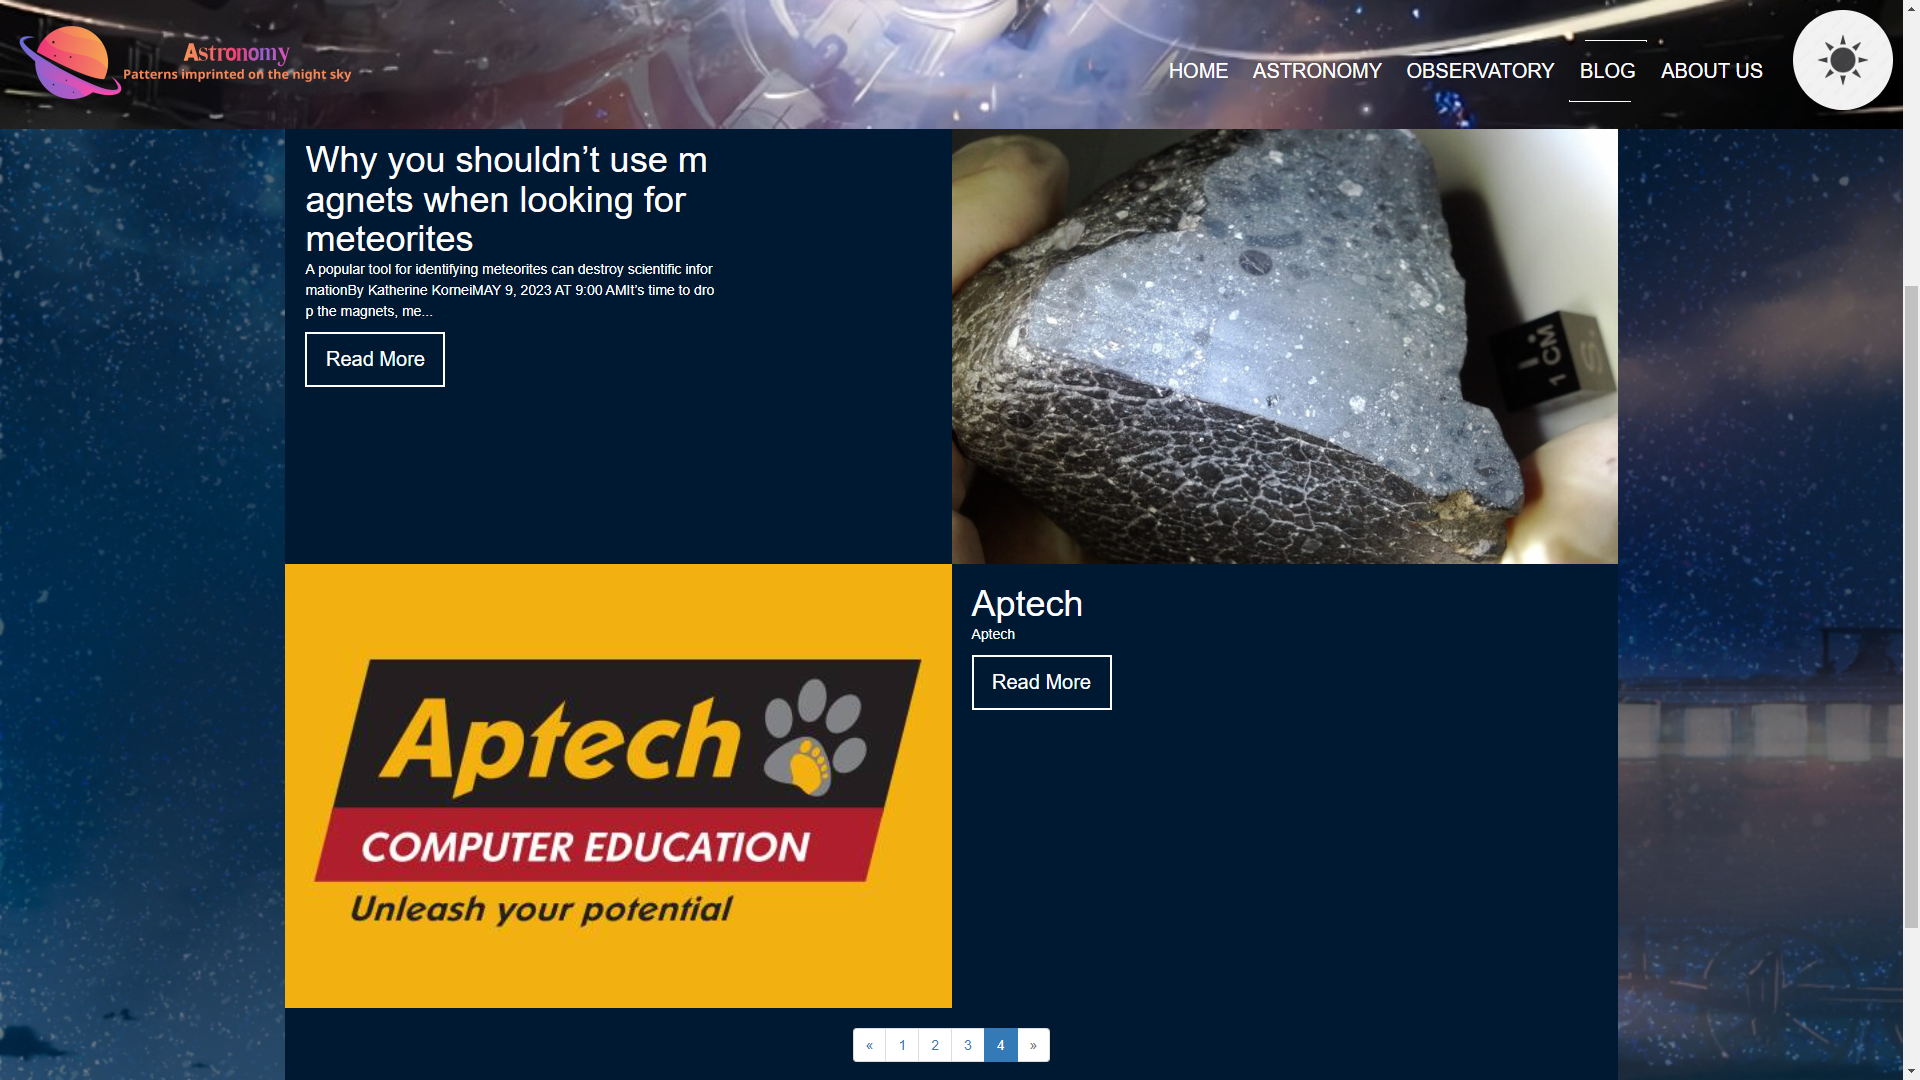 Astronomy
Patterns imprinted on the night sky
HOME ASTRONOMY OBSERVATORY BLOG ABOUT US
Why you shouldn’t use m
agnets when looking for
meteorites
A popular tool for identifying meteorites can destroy scientific infor
mationBy Katherine KorneiMAY 9, 2023 AT 9:00 AMIt’s time to dro
p the magnets, me...
Read More
1 CM
S
Aptech
COMPUTER EDUCATION
Unleash your potential
Aptech
Aptech
Read More
« 1 2 3 4 »